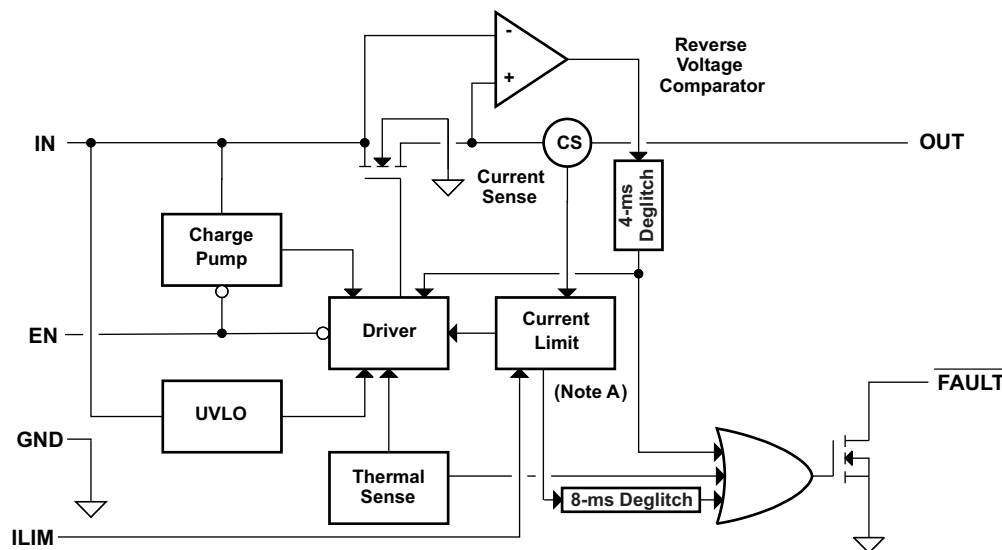 -
+
Reverse
Voltage
Comparator
IN
CS
OUT
Current
Sense
4-ms
Deglitch
Charge
Pump
EN
Driver
Current
Limit
(Note A)
FAULT
UVLO
GND
Thermal
Sense
8-ms Deglitch
ILIM